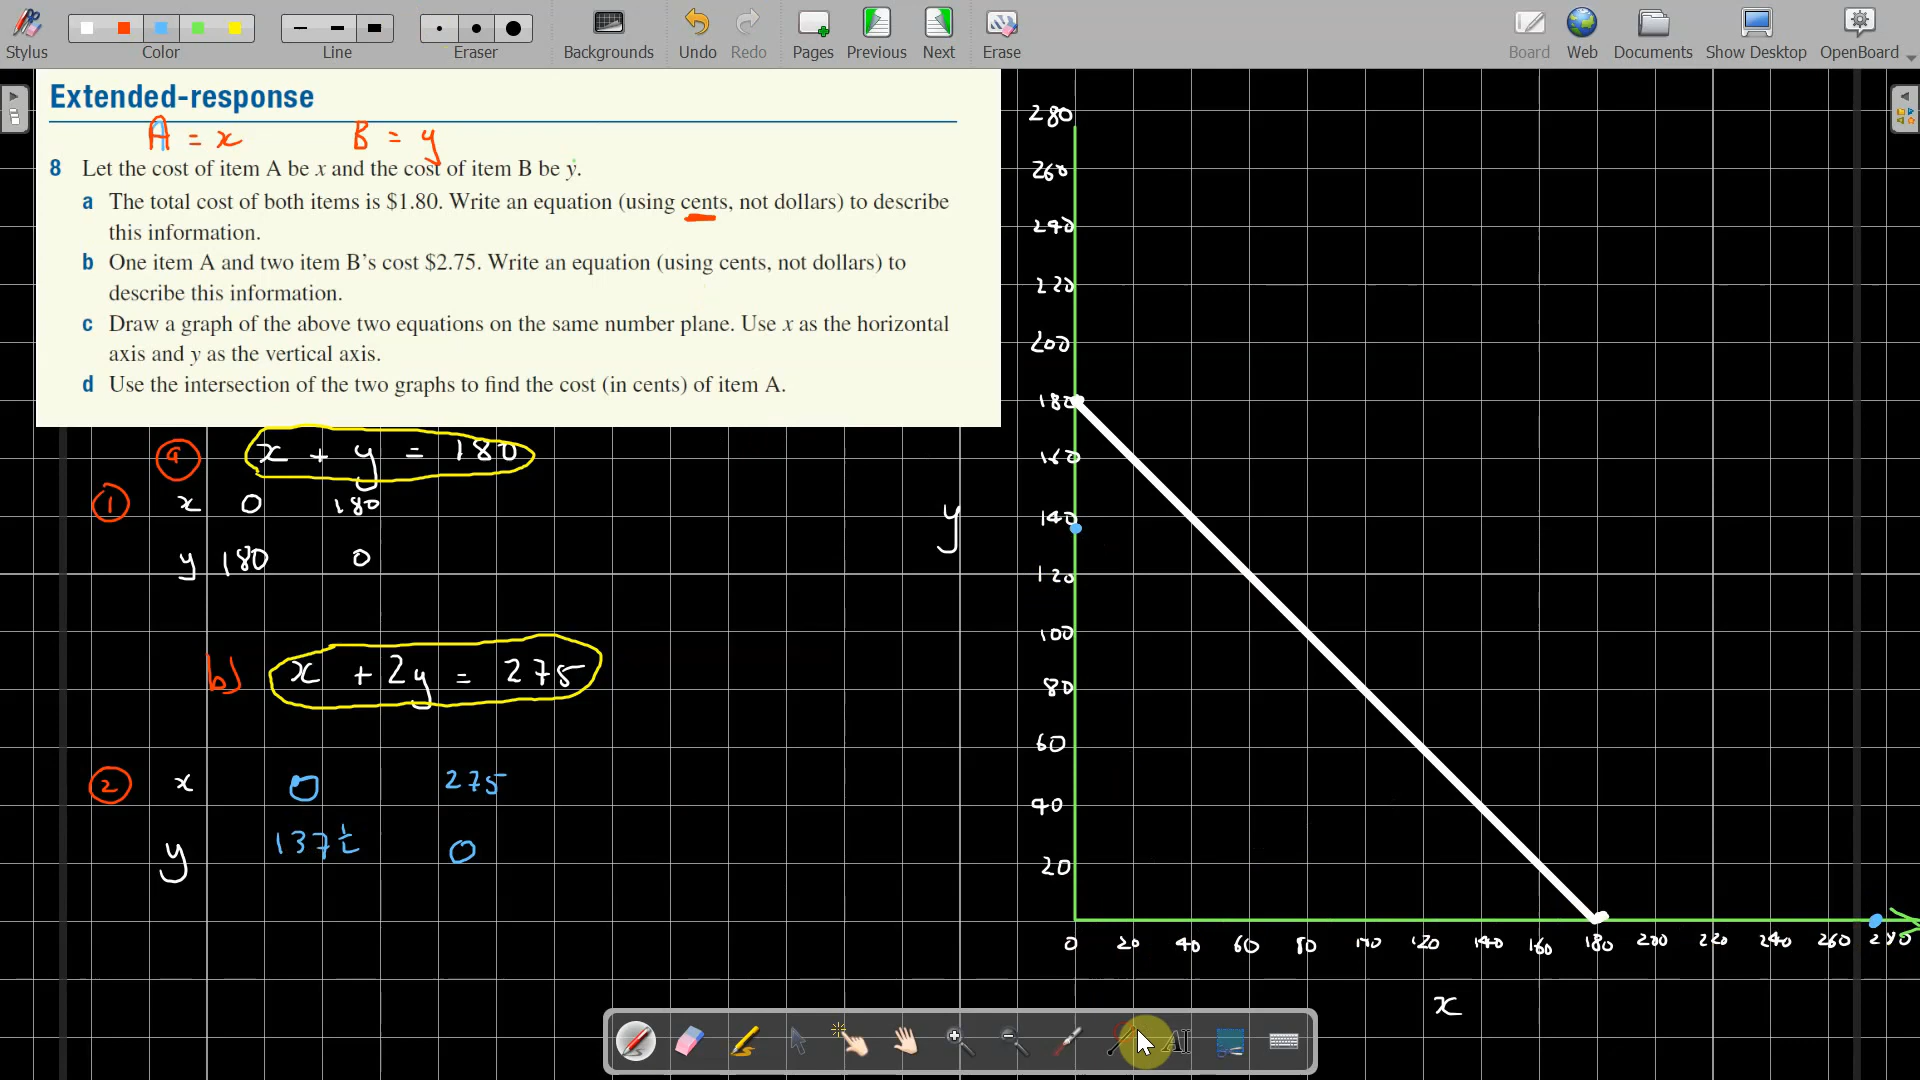 Stylus
Color
Line
Eraser
Backgrounds
Undo
Redo
Pages
Previous
Next
Erase
Board
Web
Documents
Show Desktop
OpenBoard
Extended-response
A = x B = y
8 Let the cost of item A be x and the cost of item B be y.
a The total cost of both items is $1.80. Write an equation (using cents, not dollars) to describe
this information.
b One item A and two item B's cost $2.75. Write an equation (using cents, not dollars) to
describe this information.
c Draw a graph of the above two equations on the same number plane. Use x as the horizontal
axis and y as the vertical axis.
d Use the intersection of the two graphs to find the cost (in cents) of item A.
a x + y = 180
1 x 0 180
y 180 0
b) x + 2y = 275
2 x 0 275
y 137½ 0
280
260
240
220
200
180
160
y
140
120
100
80
60
40
20
0 20 40 60 80 100 120 140 160 180 200 220 240 260 280
x
AI